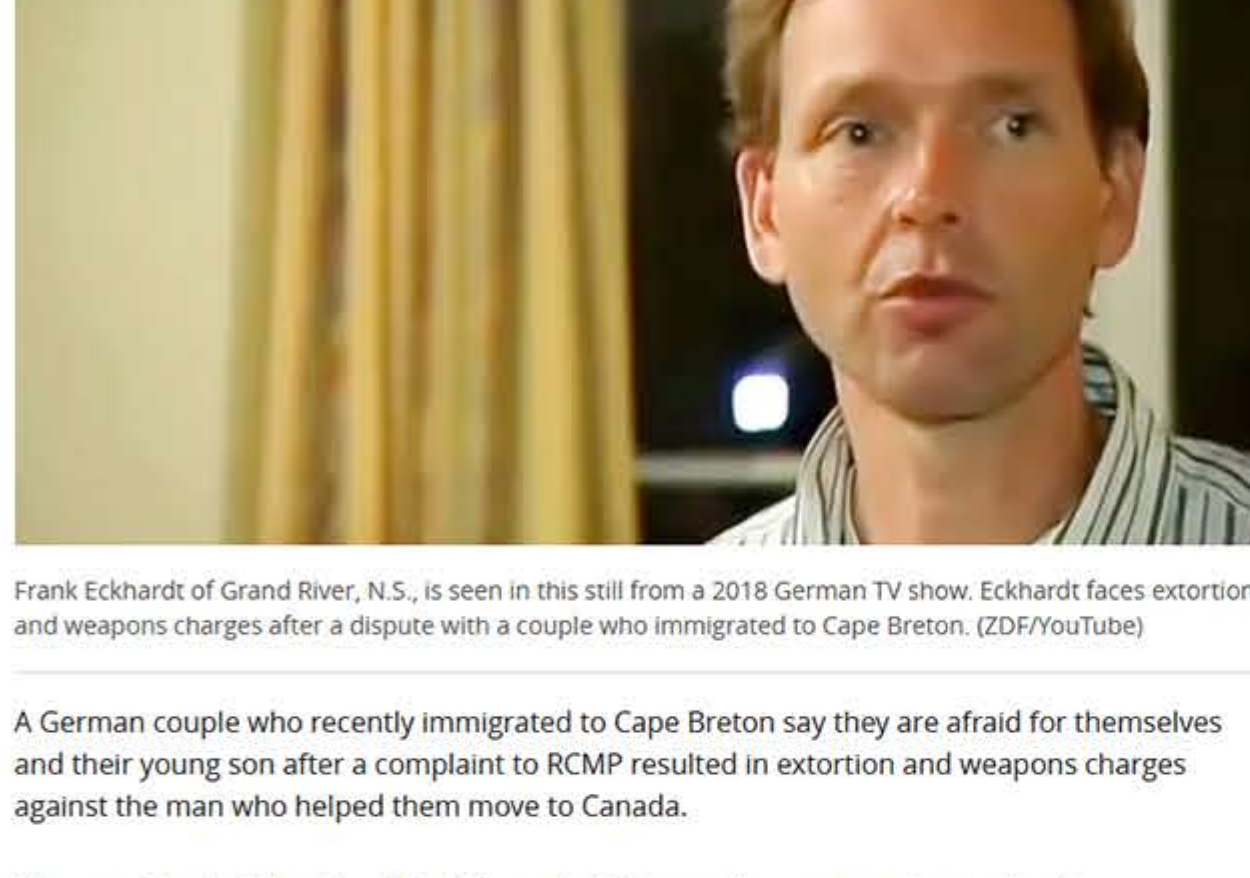 Frank Eckhardt of Grand River, N.S., is seen in this still from a 2018 German TV show. Eckhardt faces extortion
and weapons charges after a dispute with a couple who immigrated to Cape Breton. (ZDF/YouTube)
A German couple who recently immigrated to Cape Breton say they are afraid for themselves
and their young son after a complaint to RCMP resulted in extortion and weapons charges
against the man who helped them move to Canada.